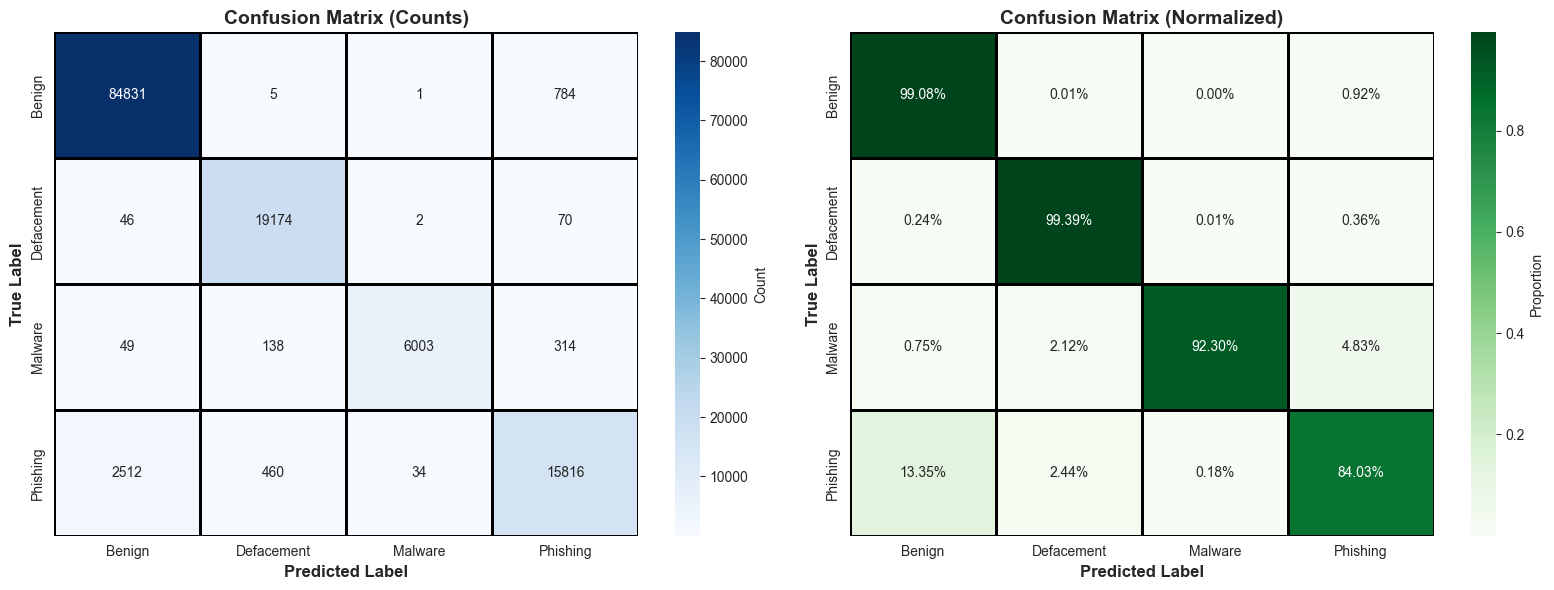 Confusion Matrix (Counts)
True Label
Benign
84831 5 1 784
Defacement
46 19174 2 70
Malware
49 138 6003 314
Phishing
2512 460 34 15816
Benign Defacement Malware Phishing
Predicted Label
80000
70000
60000
50000
40000
30000
20000
10000
Count
Confusion Matrix (Normalized)
True Label
Benign
99.08% 0.01% 0.00% 0.92%
Defacement
0.24% 99.39% 0.01% 0.36%
Malware
0.75% 2.12% 92.30% 4.83%
Phishing
13.35% 2.44% 0.18% 84.03%
Benign Defacement Malware Phishing
Predicted Label
0.8
0.6
0.4
0.2
Proportion